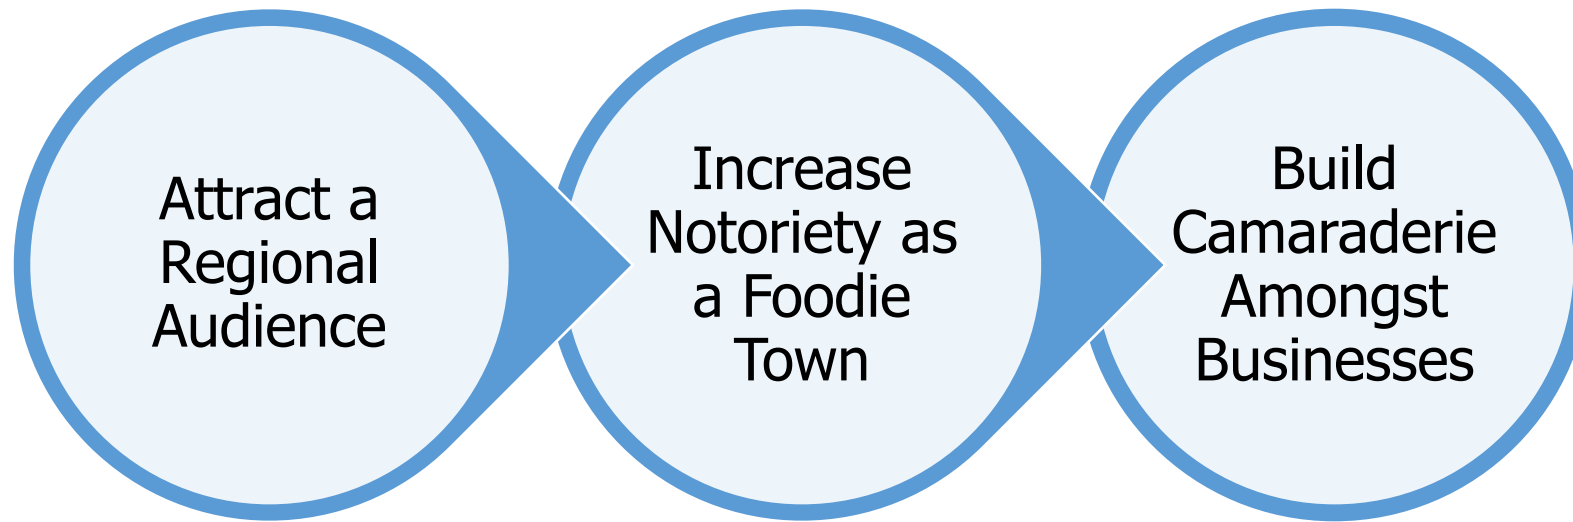 Attract a
Regional
Audience
Increase
Notoriety as
a Foodie
Town
Build
Camaraderie
Amongst
Businesses